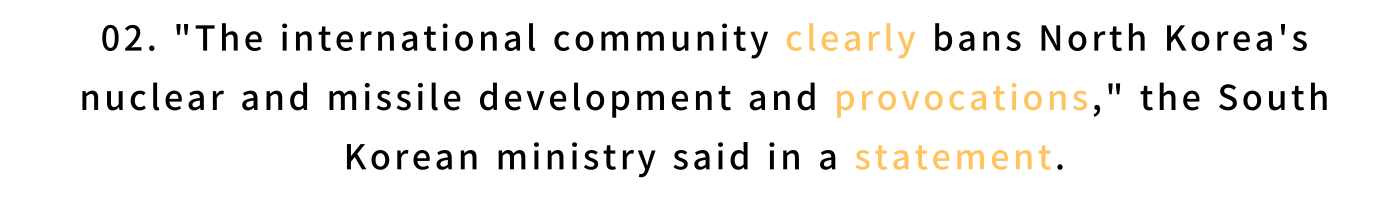 02. "The international community clearly bans North Korea's
nuclear and missile development and provocations," the South
Korean ministry said in a statement.